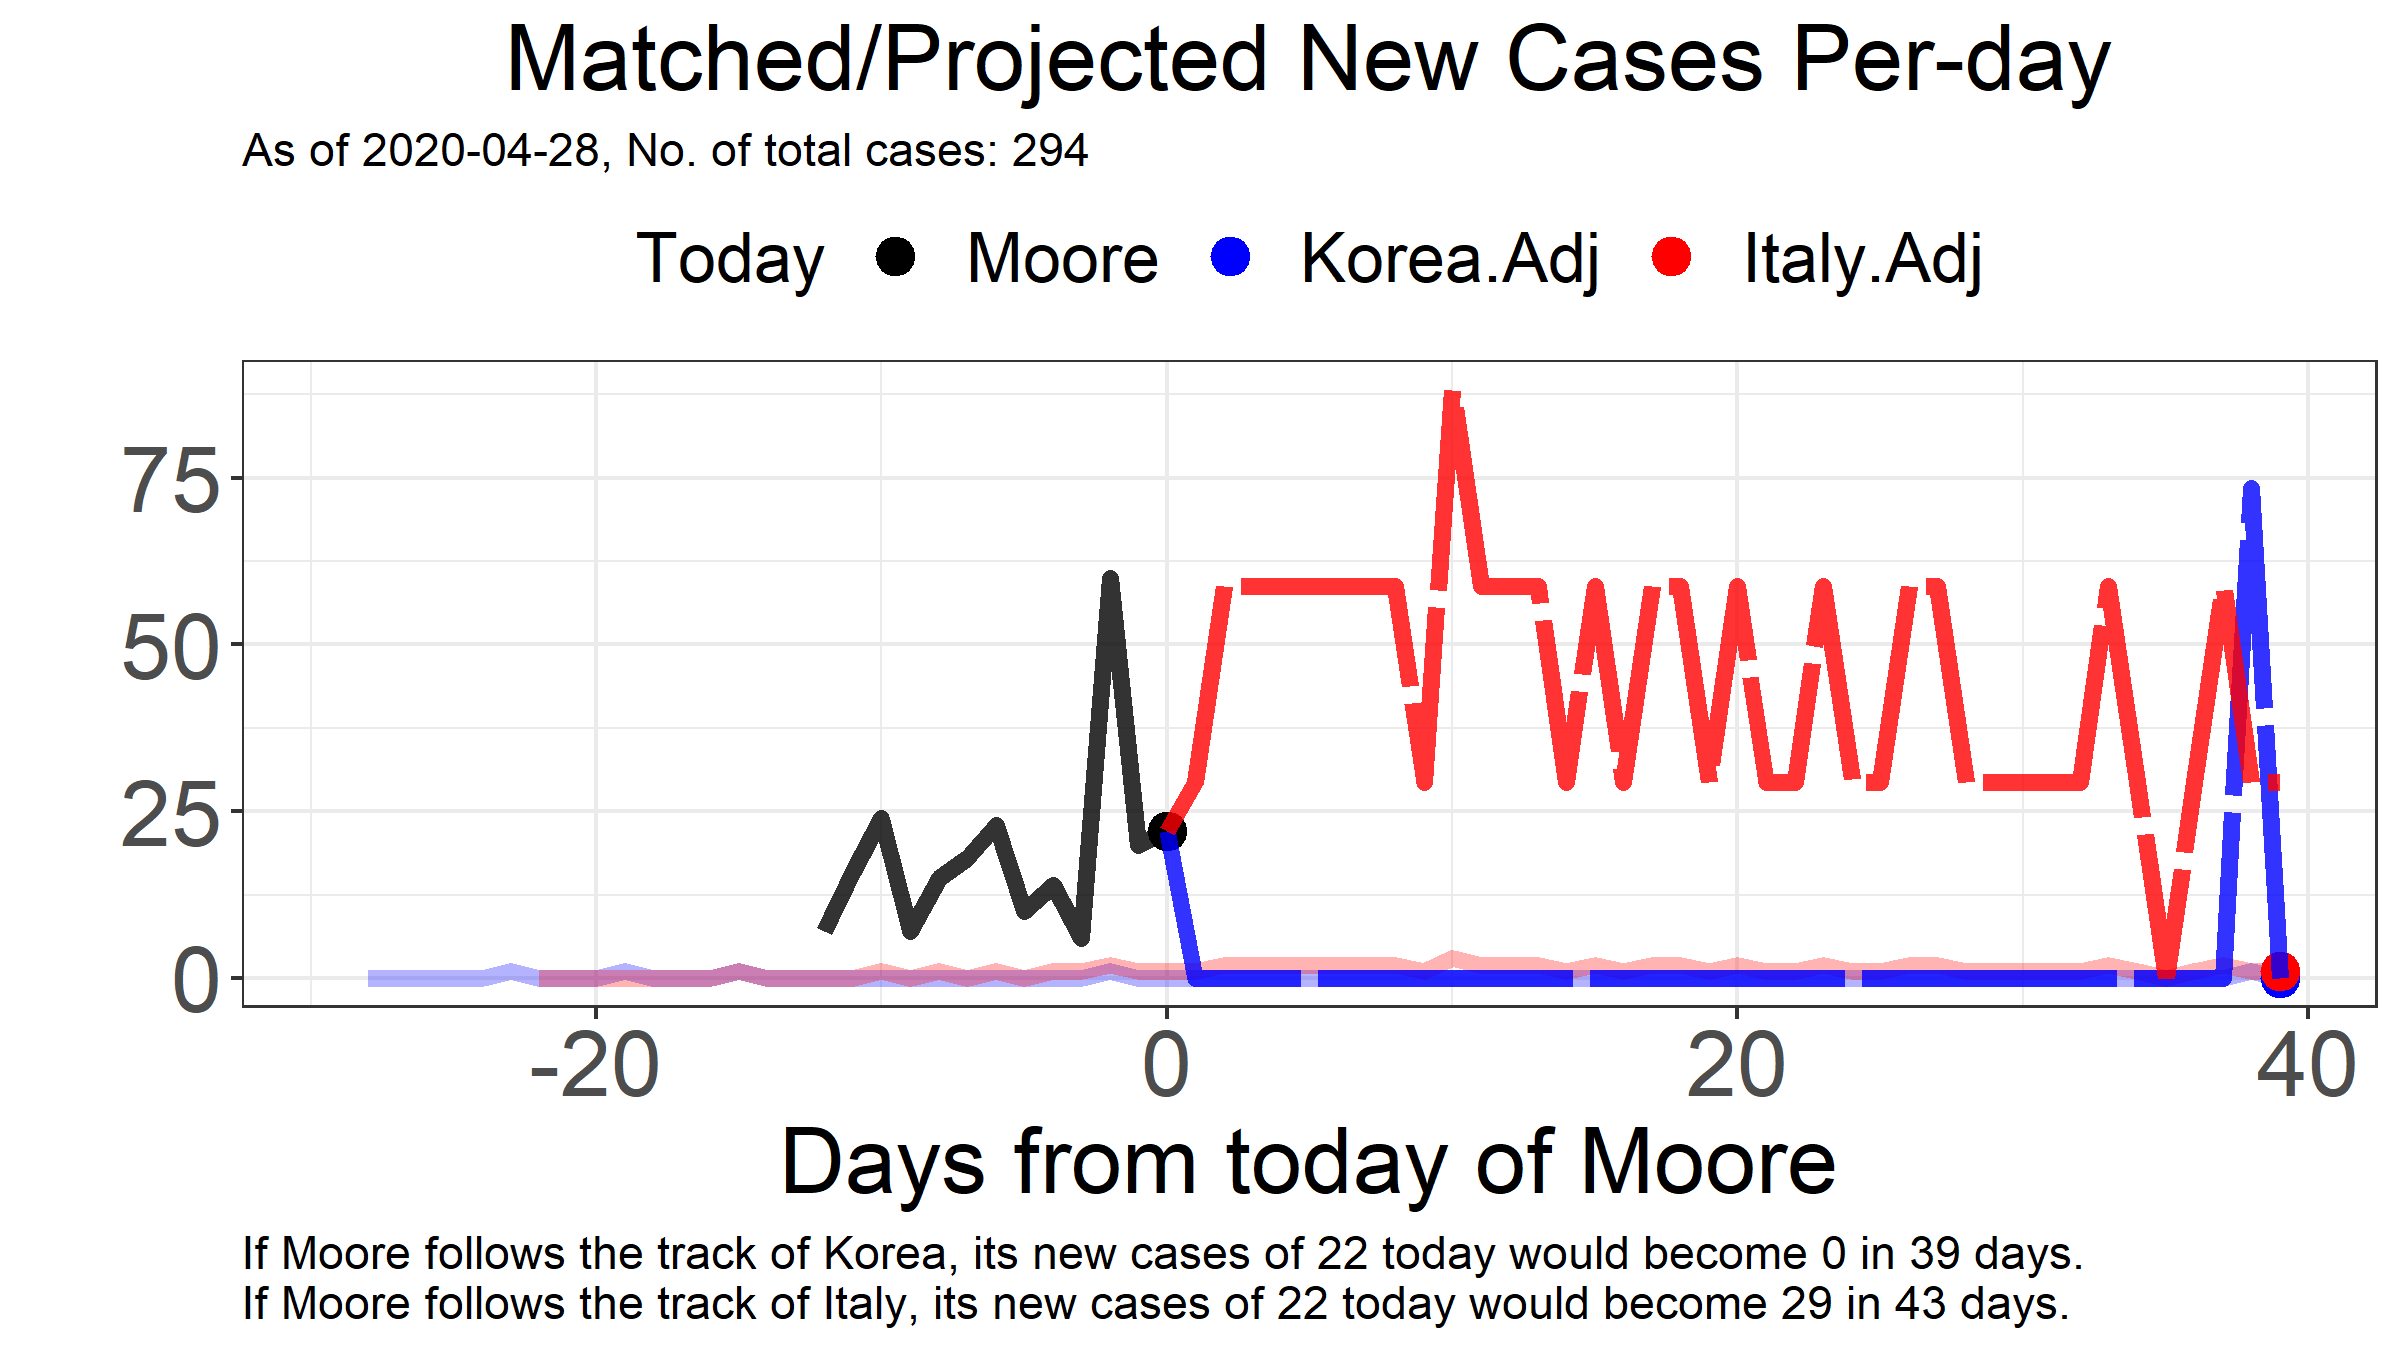 Matched/Projected New Cases Per-day
As of 2020-04-28, No. of total cases: 294
Today Moore Korea.Adj Italy.Adj
75
50
25
0
-20 0 20 40
Days from today of Moore
If Moore follows the track of Korea, its new cases of 22 today would become 0 in 39 days.
If Moore follows the track of Italy, its new cases of 22 today would become 29 in 43 days.